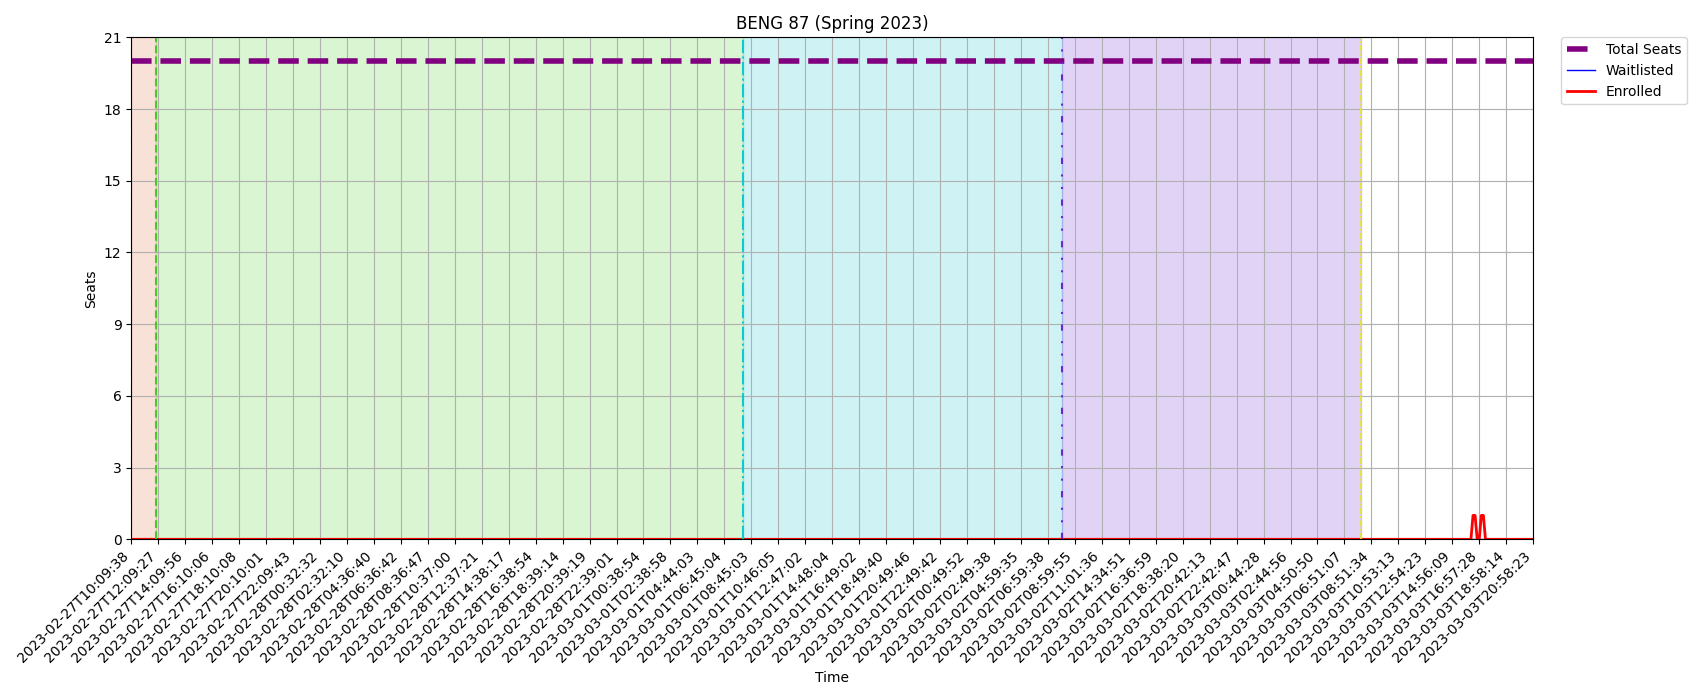 BENG 87 (Spring 2023)
21
18
15
12
9
6
3
0
Seats
Total Seats
Waitlisted
Enrolled
2023-02-27T10:09:38
2023-02-27T12:09:27
2023-02-27T14:09:56
2023-02-27T16:10:06
2023-02-27T18:10:08
2023-02-27T20:10:01
2023-02-27T22:09:43
2023-02-28T00:32:32
2023-02-28T02:32:10
2023-02-28T04:36:40
2023-02-28T06:36:42
2023-02-28T08:36:47
2023-02-28T10:37:00
2023-02-28T12:37:21
2023-02-28T14:38:17
2023-02-28T16:38:54
2023-02-28T18:39:14
2023-02-28T20:39:19
2023-02-28T22:39:01
2023-03-01T00:38:54
2023-03-01T02:38:58
2023-03-01T04:44:03
2023-03-01T06:45:04
2023-03-01T08:45:03
2023-03-01T10:46:05
2023-03-01T12:47:02
2023-03-01T14:48:04
2023-03-01T16:49:02
2023-03-01T18:49:40
2023-03-01T20:49:46
2023-03-01T22:49:42
2023-03-02T00:49:52
2023-03-02T02:49:38
2023-03-02T04:59:35
2023-03-02T06:59:38
2023-03-02T08:59:55
2023-03-02T11:01:36
2023-03-02T14:34:51
2023-03-02T16:36:59
2023-03-02T18:38:20
2023-03-02T20:42:13
2023-03-02T22:42:47
2023-03-03T00:44:28
2023-03-03T02:44:56
2023-03-03T04:50:50
2023-03-03T06:51:07
2023-03-03T08:51:34
2023-03-03T10:53:13
2023-03-03T12:54:23
2023-03-03T14:56:09
2023-03-03T16:57:28
2023-03-03T18:58:14
2023-03-03T20:58:23
Time